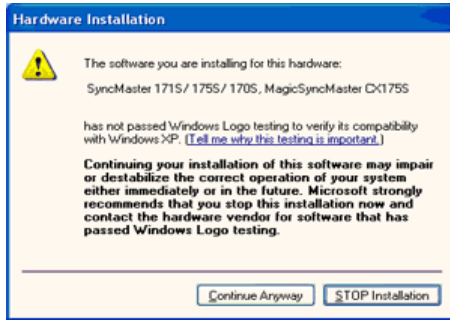 Hardware Installation
The software you are installing for this hardware:
SyncMaster 171S/ 175S/ 170S, MagicSyncMaster CX175S
has not passed Windows Logo testing to verify its compatibility
with Windows XP. (Tell me why this testing is important.)
Continuing your installation of this software may impair
or destabilize the correct operation of your system
either immediately or in the future. Microsoft strongly
recommends that you stop this installation now and
contact the hardware vendor for software that has
passed Windows Logo testing.
Continue Anyway STOP Installation